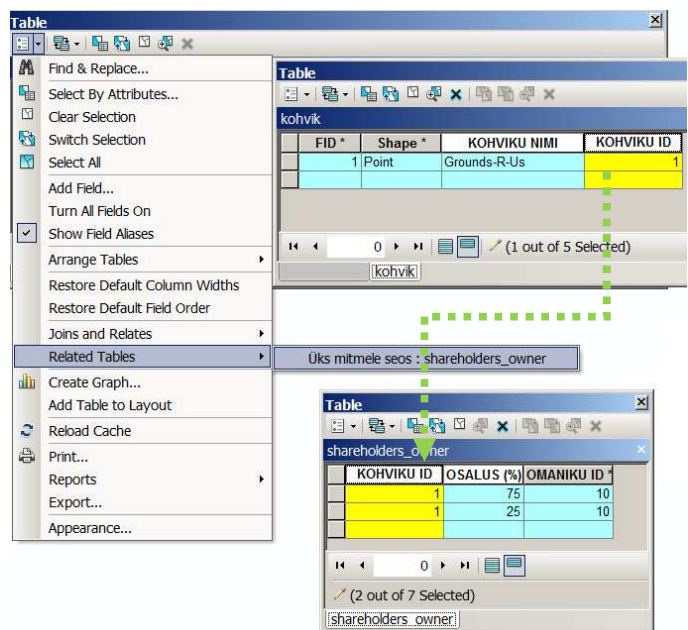 Table
Find & Replace...
Select By Attributes...
Clear Selection
Switch Selection
Select All
Add Field...
Turn All Fields On
Show Field Aliases
Arrange Tables
Restore Default Column Widths
Restore Default Field Order
Joins and Relates
Related Tables
Create Graph...
Add Table to Layout
Reload Cache
Print...
Reports
Export...
Appearance...
Table
kohvik
FID * Shape * KOHVIKU NIMI KOHVIKU ID
1 Point Grounds-R-Us 1
0 (1 out of 5 Selected)
kohvik
Üks mitmele seos : shareholders_owner
Table
shareholders_owner
KOHVIKU ID OSALUS (%) OMANIKU ID *
1 75 10
1 25 10
0
(2 out of 7 Selected)
shareholders_owner